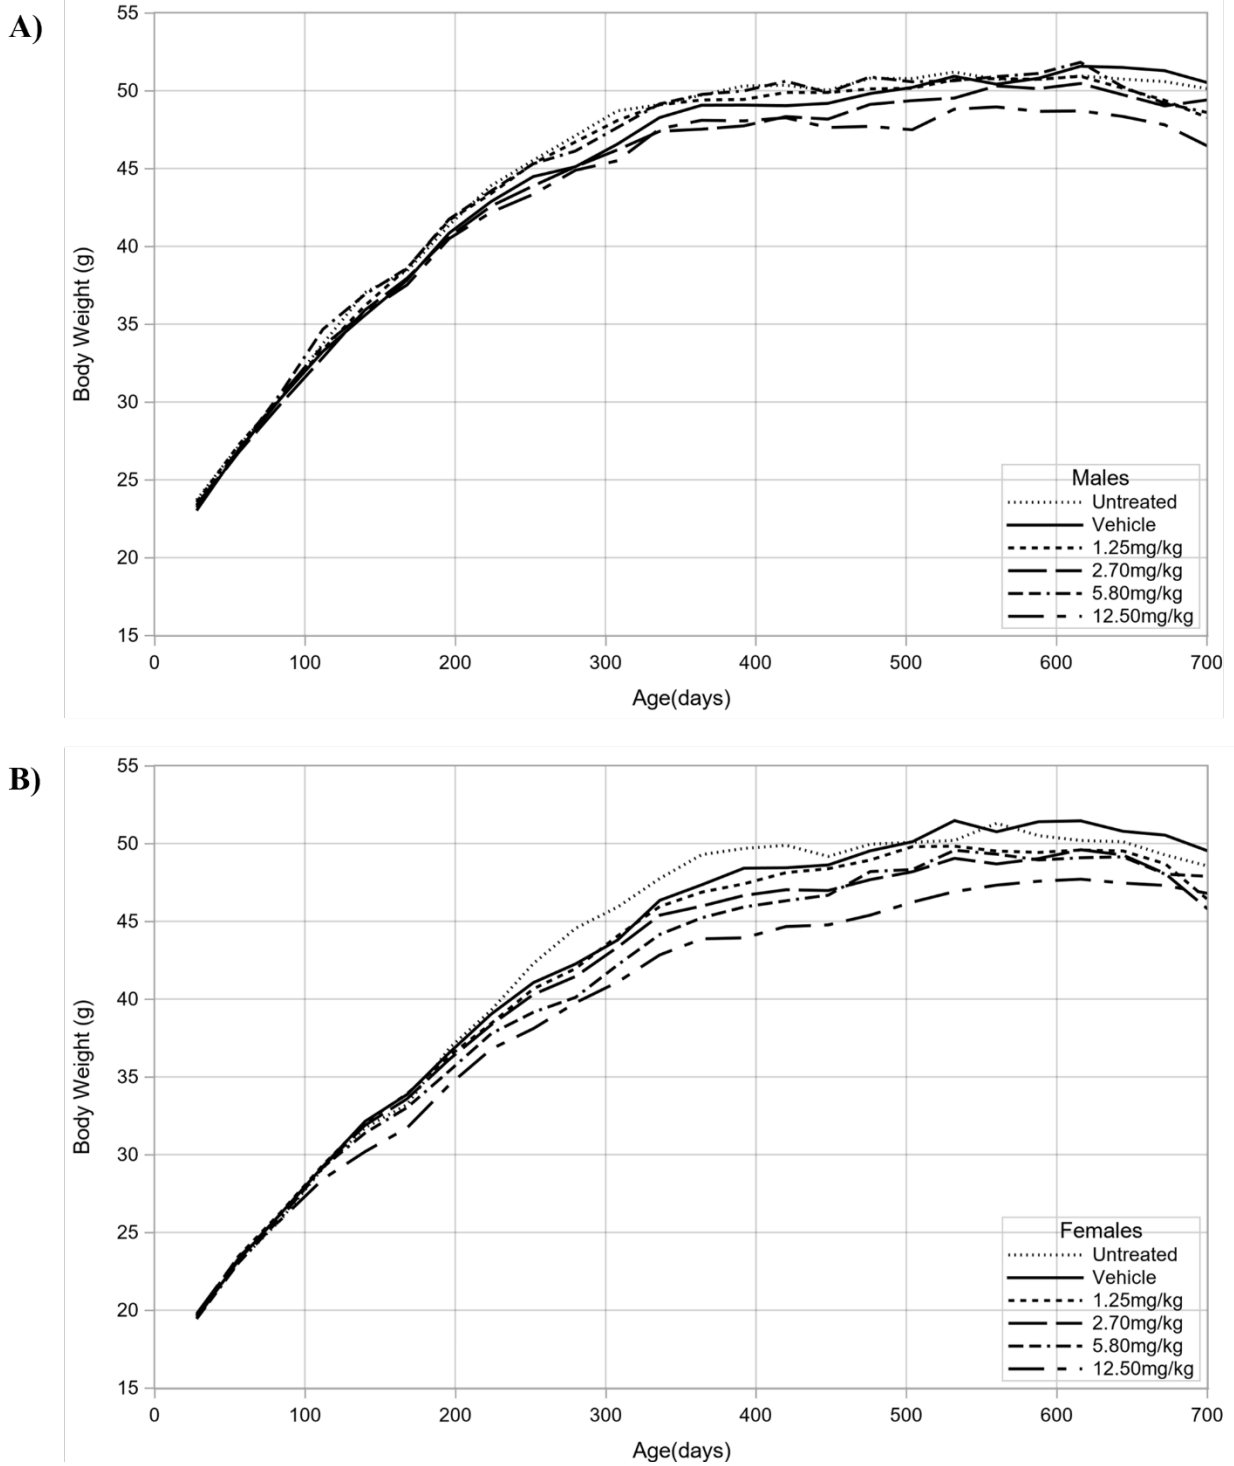 A)
55
50
45
40
35
30
25
20
15
Body Weight (g)
Males
Untreated
Vehicle
1.25mg/kg
2.70mg/kg
5.80mg/kg
12.50mg/kg
0 100 200 300 400 500 600 700
Age(days)
B)
55
50
45
40
35
30
25
20
15
Body Weight (g)
Females
Untreated
Vehicle
1.25mg/kg
2.70mg/kg
5.80mg/kg
12.50mg/kg
0 100 200 300 400 500 600 700
Age(days)